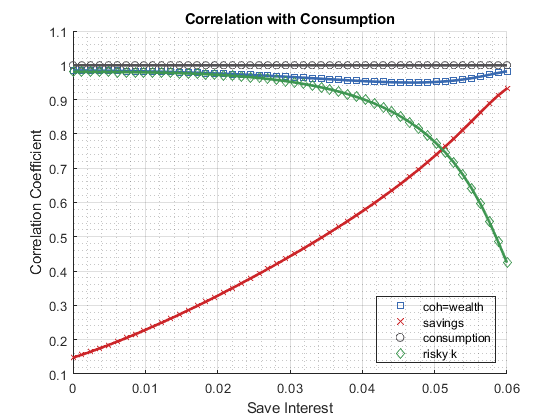 Correlation with Consumption
1.1
1
0.9
0.8
0.7
0.6
0.5
0.4
0.3
0.2
0.1
Correlation Coefficient
0 0.01 0.02 0.03 0.04 0.05 0.06
Save Interest
coh=wealth
savings
consumption
risky k